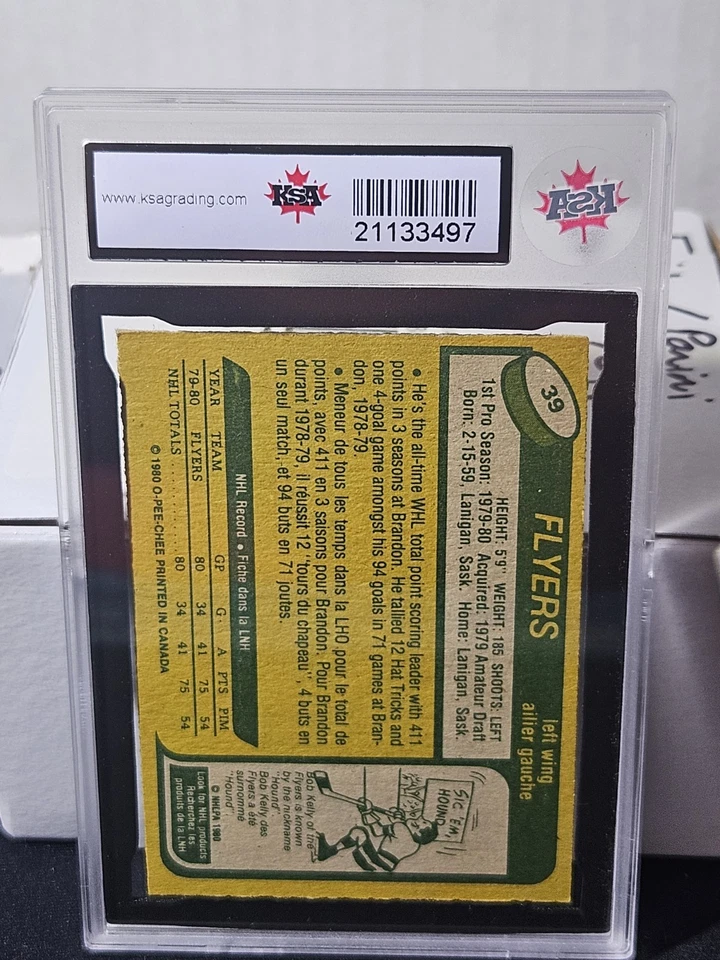 www.ksagrading.com
KSA
21133497
KSA
/Panini
39
FLYERS
left wing
ailier gauche
HEIGHT: 5'9" WEIGHT: 185 SHOOTS: LEFT
1st Pro Season: 1979-80 Acquired: 1979 Amateur Draft
Born: 2-15-59, Lanigan, Sask. Home: Lanigan, Sask.
● He's the all-time WHL total point scoring leader with 411
points in 3 seasons at Brandon. He tallied 12 Hat Tricks and
one 4-goal game amongst his 94 goals in 71 games at Bran-
don, 1978-79.
● Meneur de tous les temps dans la LHO pour le total de
points, avec 411 en 3 saisons pour Brandon. Pour Brandon
durant 1978-79, il réussit 12 'tours du chapeau', 4 buts en
un seul match, et 94 buts en 71 joutes.
NHL Record ● Fiche dans la LNH
YEAR TEAM GP G. A PTS PIM
79-80 FLYERS 80 34 41 75 54
NHL TOTALS ........ 80 34 41 75 54
© 1980 O-PEE-CHEE PRINTED IN CANADA
SIC 'EM
HOUND
Bob Kelly of the
Flyers is known
by the nickname
"Hound"
Bob Kelly des
Flyers a été
surnommé
"Hound".
© NHLPA 1980
Look for NHL products
Recherchez les
produits de la LNH